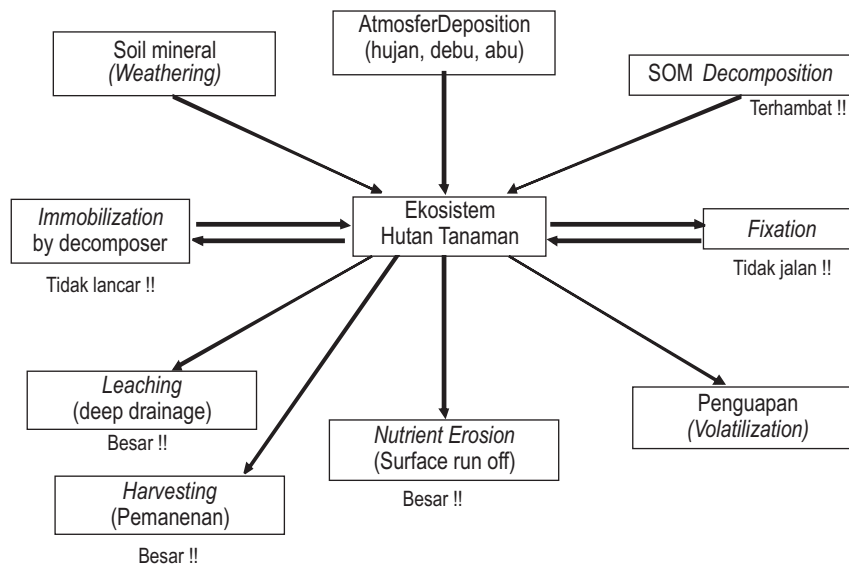 AtmosferDeposition
(hujan, debu, abu)
Soil mineral
(Weathering)
SOM Decomposition
Terhambat !!
Immobilization
by decomposer
Tidak lancar !!
Ekosistem
Hutan Tanaman
Fixation
Tidak jalan !!
Leaching
(deep drainage)
Besar !!
Harvesting
(Pemanenan)
Besar !!
Nutrient Erosion
(Surface run off)
Besar !!
Penguapan
(Volatilization)